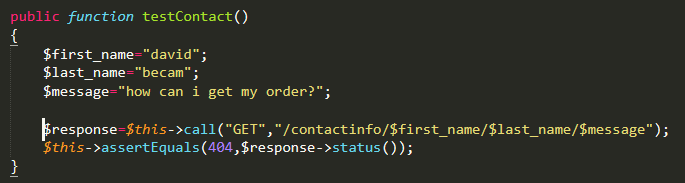 public function testContact()
{
$first_name="david";
$last_name="becam";
$message="how can i get my order?";
$response=$this->call("GET","/contactinfo/$first_name/$last_name/$message");
$this->assertEquals(404,$response->status());
}